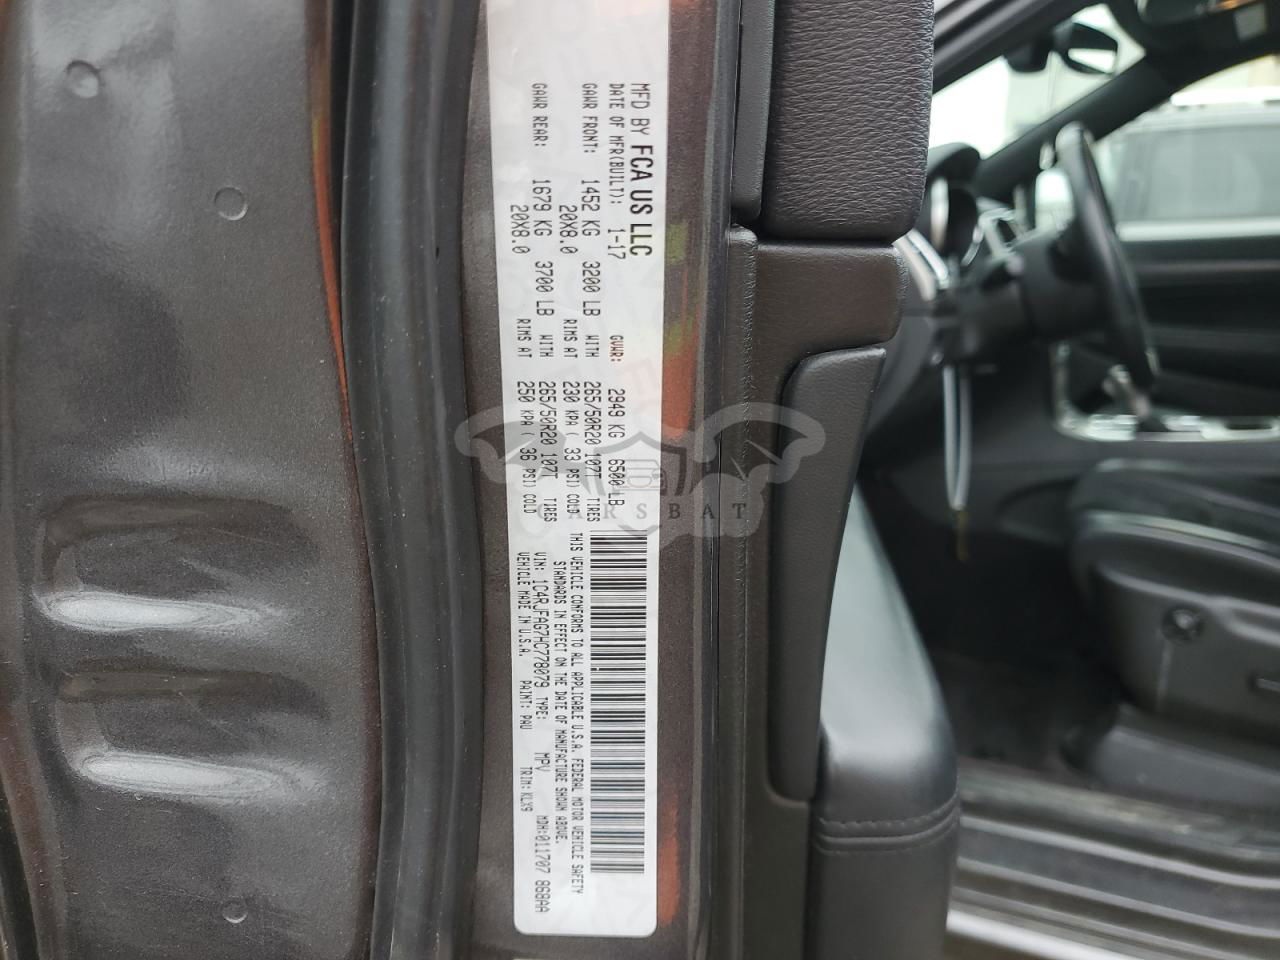 MFD BY FCA US LLC
DATE OF MFR(BUILT): 1-17 GVWR: 2949 KG 6500 LB
GAWR FRONT: 1452 KG 3200 LB WITH 265/50R20 107T TIRES
20X8.0 RIMS AT 230 KPA ( 33 PSI) COLD
GAWR REAR: 1679 KG 3700 LB WITH 265/50R20 107T TIRES
20X8.0 RIMS AT 250 KPA ( 36 PSI) COLD
THIS VEHICLE CONFORMS TO ALL APPLICABLE U.S.A. FEDERAL MOTOR VEHICLE SAFETY
STANDARDS IN EFFECT ON THE DATE OF MANUFACTURE SHOWN ABOVE.
VIN: 1C4RJFAG7HC778079 TYPE: MPV MDH:011707 868AA
VEHICLE MADE IN U.S.A. PAINT: PAU TRIM:KLX9
CARSBAT